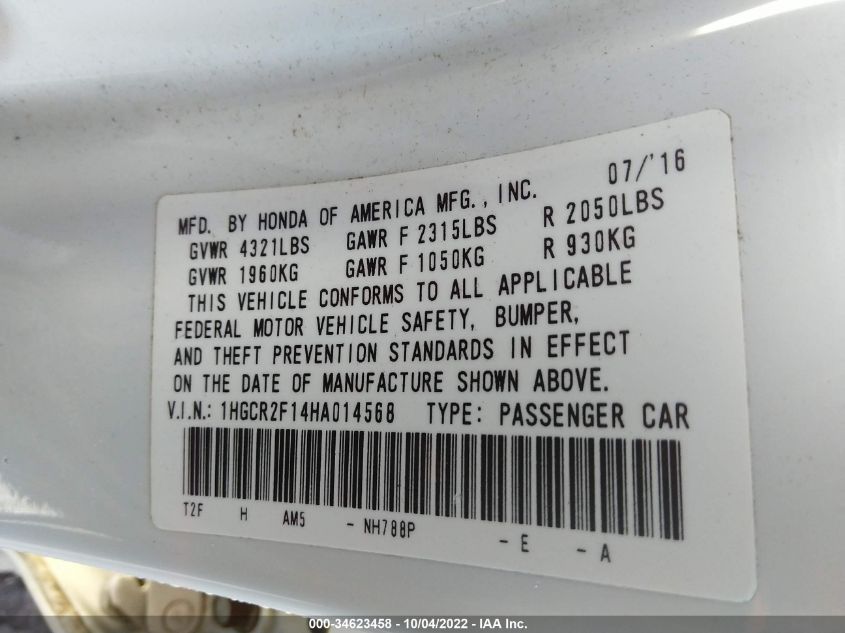 07/'16
MFD. BY HONDA OF AMERICA MFG., INC.
GVWR 4321LBS GAWR F 2315LBS R 2050LBS
GVWR 1960KG GAWR F 1050KG R 930KG
THIS VEHICLE CONFORMS TO ALL APPLICABLE
FEDERAL MOTOR VEHICLE SAFETY, BUMPER,
AND THEFT PREVENTION STANDARDS IN EFFECT
ON THE DATE OF MANUFACTURE SHOWN ABOVE.
V.I.N.: 1HGCR2F14HA014568 TYPE: PASSENGER CAR
T2F H AM5 - NH788P - E - A
000-34623458 - 10/04/2022 - IAA Inc.